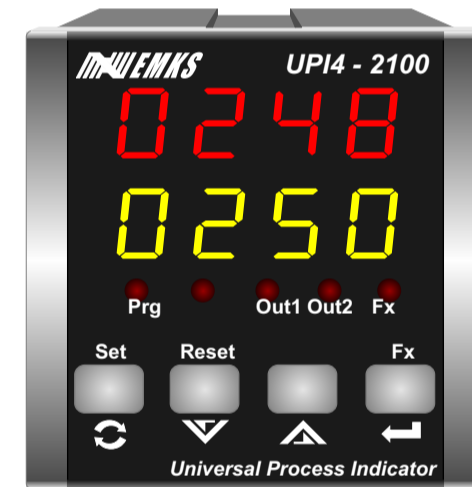 EMKS UPI4 - 2100
0248
0250
Prg Out1 Out2 Fx
Set Reset Fx
Universal Process Indicator